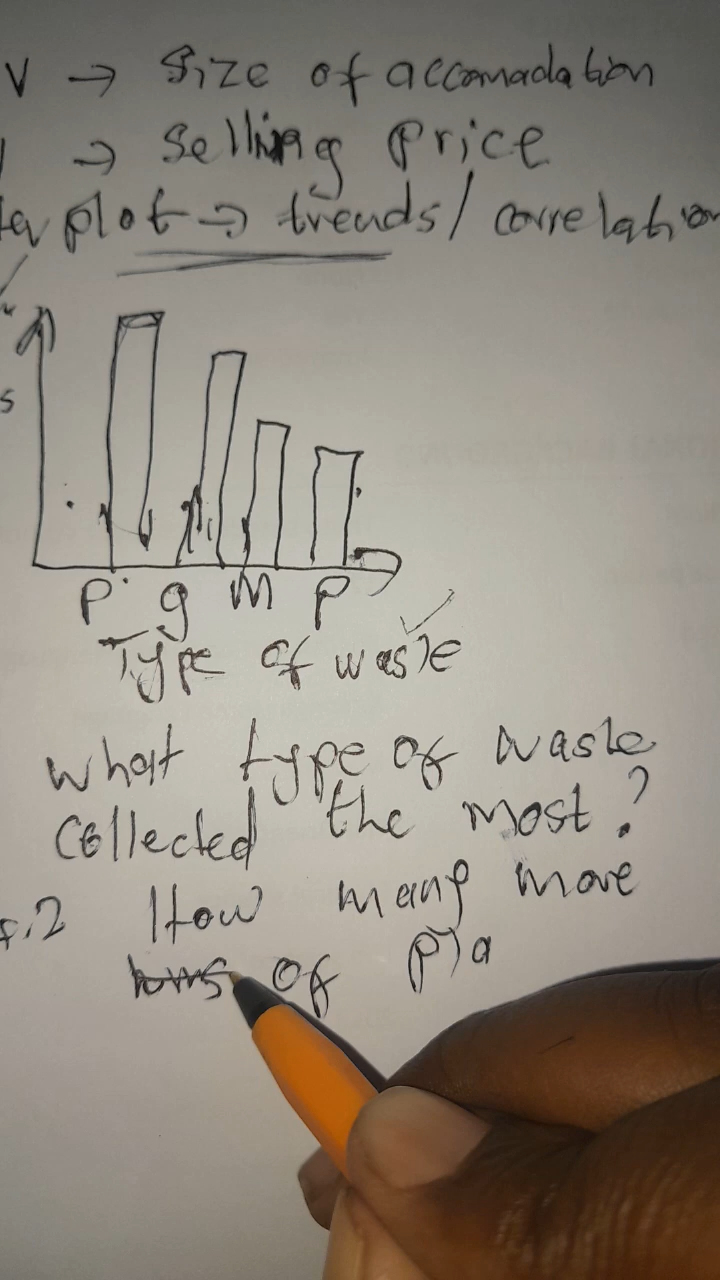 V → Size of accomadation
→ Selling Price
plot → trends/ correlation
s
P g m P
Type of waste
what type of waste
collected the most?
.2 How many more
of Pla